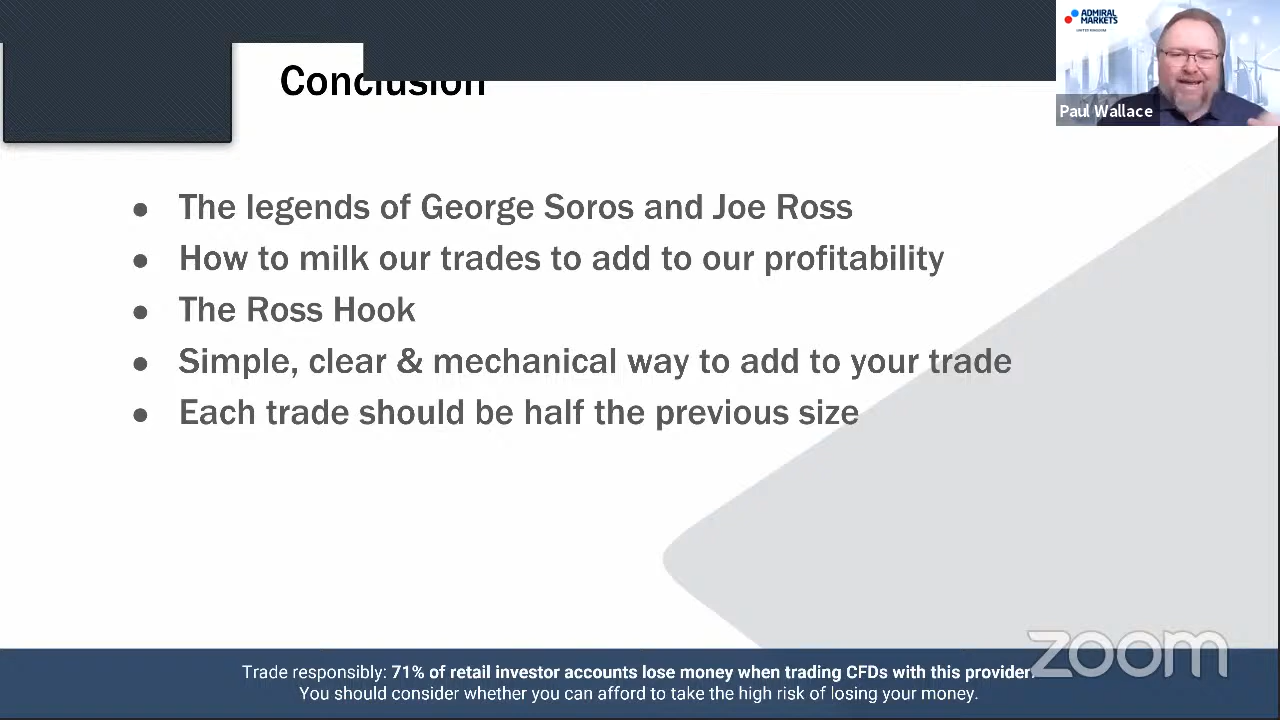 Conclusion
ADMIRAL
MARKETS
UNITED KINGDOM
Paul Wallace
● The legends of George Soros and Joe Ross
● How to milk our trades to add to our profitability
● The Ross Hook
● Simple, clear & mechanical way to add to your trade
● Each trade should be half the previous size
zoom
Trade responsibly: 71% of retail investor accounts lose money when trading CFDs with this provider.
You should consider whether you can afford to take the high risk of losing your money.